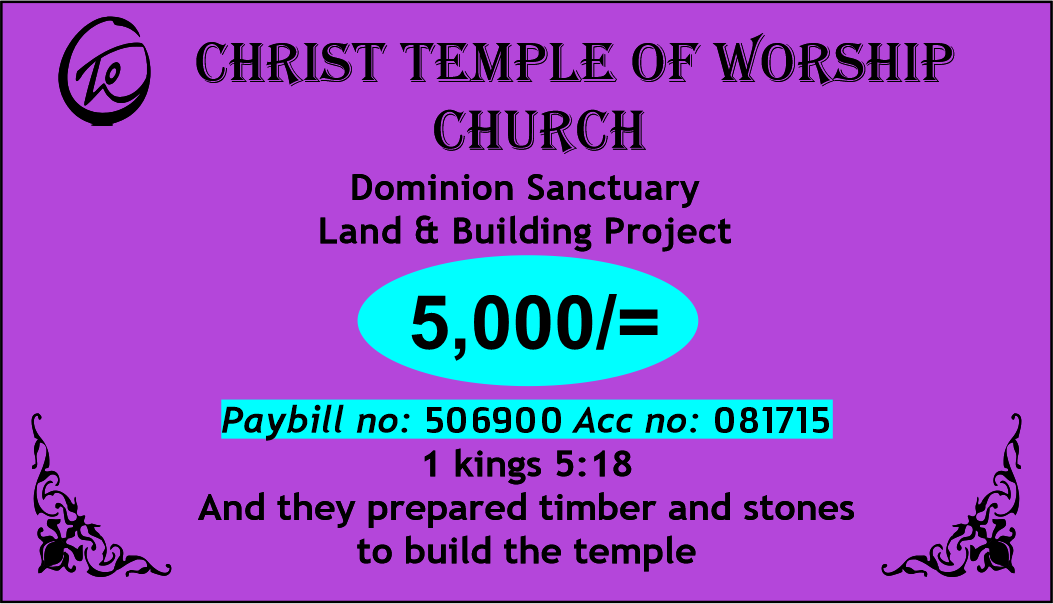 CHRIST TEMPLE OF WORSHIP
CHURCH
Dominion Sanctuary
Land & Building Project
5,000/=
Paybill no: 506900 Acc no: 081715
1 kings 5:18
And they prepared timber and stones
to build the temple